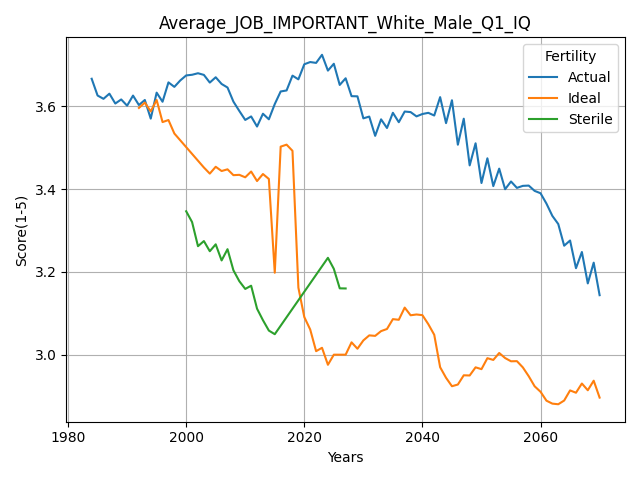 Average_JOB_IMPORTANT_White_Male_Q1_IQ
Fertility
Actual
Ideal
Sterile
Score(1-5)
3.6
3.4
3.2
3.0
1980
2000
2020
2040
2060
Years